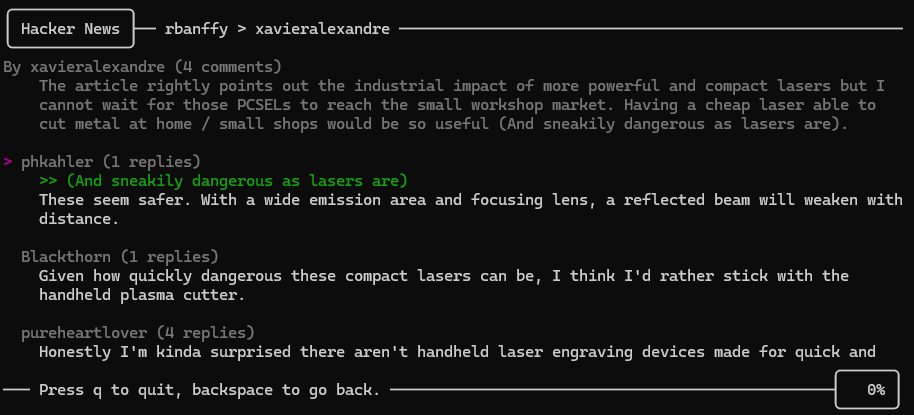 Hacker News rbanffy > xavieralexandre
By xavieralexandre (4 comments)
The article rightly points out the industrial impact of more powerful and compact lasers but I
cannot wait for those PCSELs to reach the small workshop market. Having a cheap laser able to
cut metal at home / small shops would be so useful (And sneakily dangerous as lasers are).
> phkahler (1 replies)
>> (And sneakily dangerous as lasers are)
These seem safer. With a wide emission area and focusing lens, a reflected beam will weaken with
distance.
Blackthorn (1 replies)
Given how quickly dangerous these compact lasers can be, I think I'd rather stick with the
handheld plasma cutter.
pureheartlover (4 replies)
Honestly I'm kinda surprised there aren't handheld laser engraving devices made for quick and
Press q to quit, backspace to go back. 0%